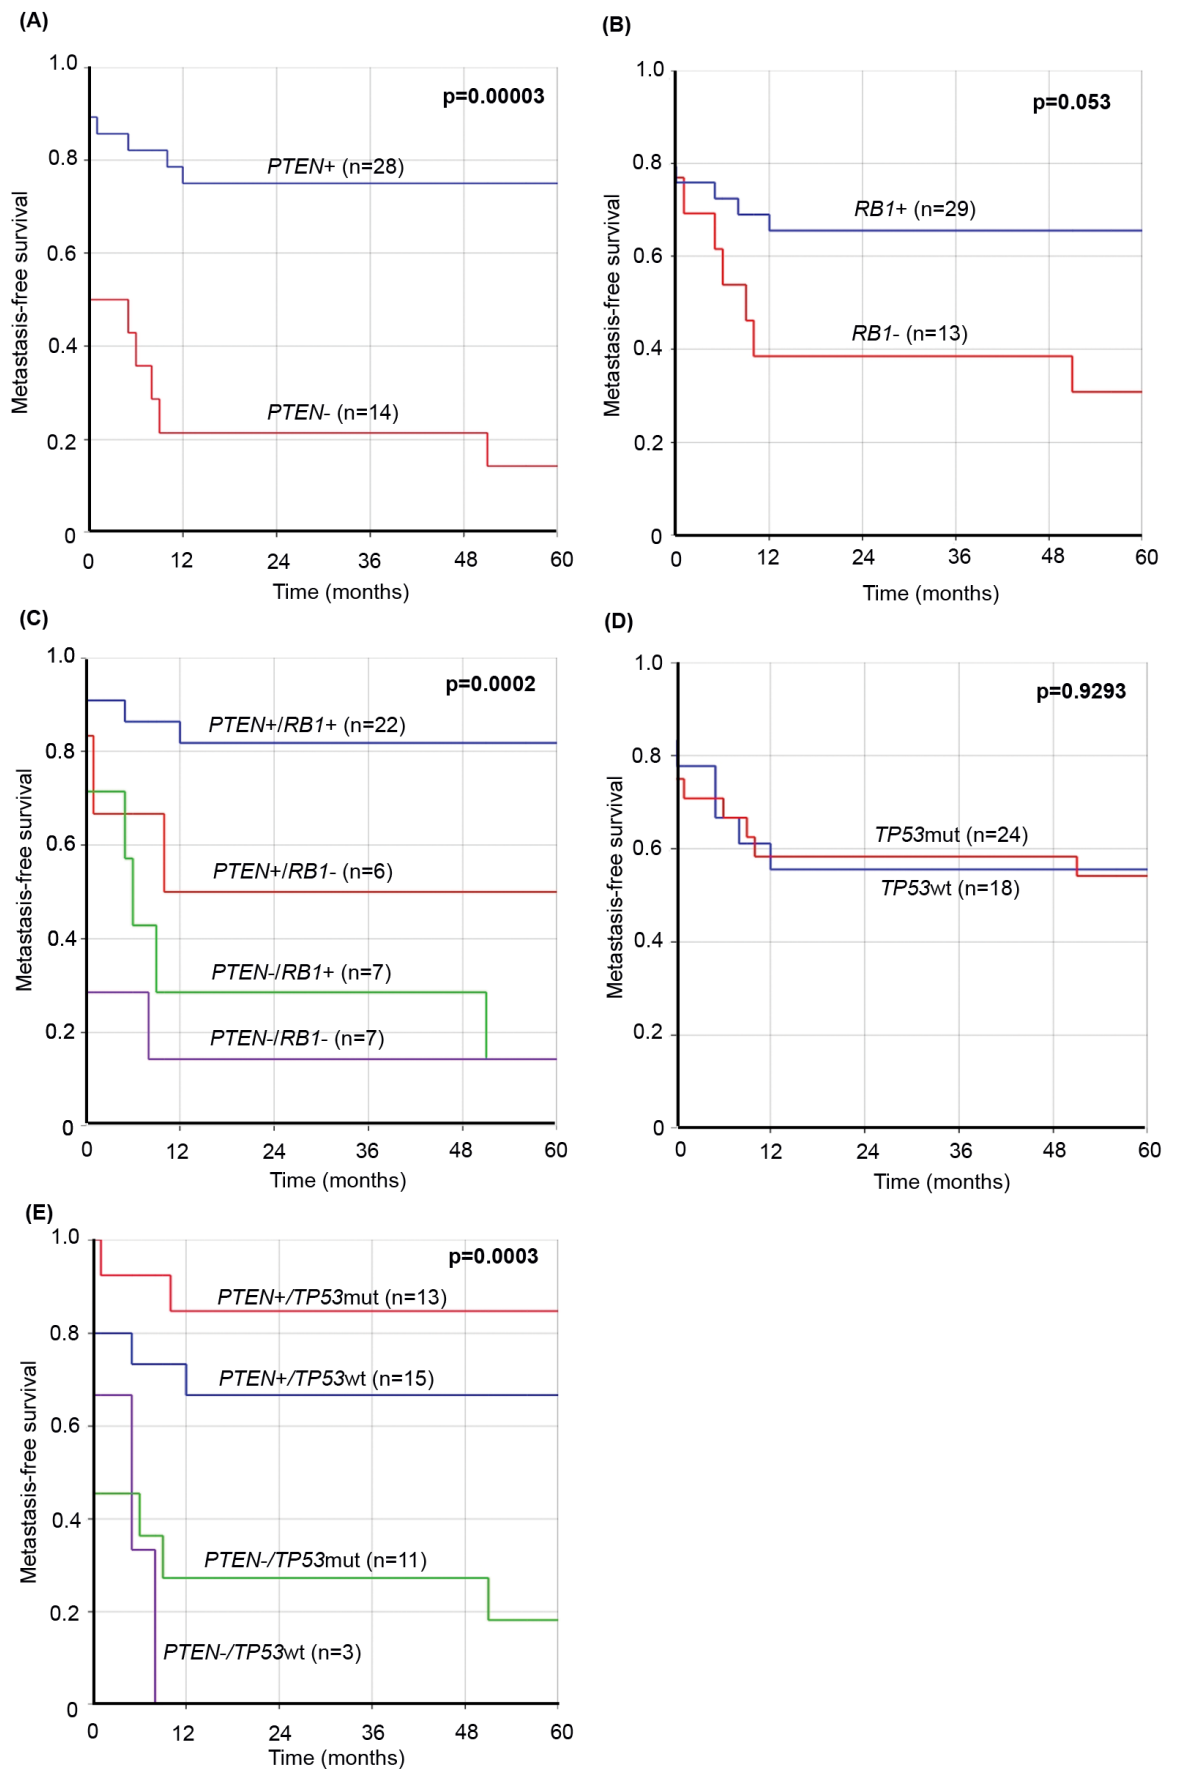 (A)
Metastasis-free survival
1.0
0.8
0.6
0.4
0.2
0
p=0.00003
PTEN+ (n=28)
PTEN- (n=14)
0 12 24 36 48 60
Time (months)
(B)
Metastasis-free survival
1.0
0.8
0.6
0.4
0.2
0
p=0.053
RB1+ (n=29)
RB1- (n=13)
0 12 24 36 48 60
Time (months)
(C)
Metastasis-free survival
1.0
0.8
0.6
0.4
0.2
0
p=0.0002
PTEN+/RB1+ (n=22)
PTEN+/RB1- (n=6)
PTEN-/RB1+ (n=7)
PTEN-/RB1- (n=7)
0 12 24 36 48 60
Time (months)
(D)
Metastasis-free survival
1.0
0.8
0.6
0.4
0.2
0
p=0.9293
TP53mut (n=24)
TP53wt (n=18)
0 12 24 36 48 60
Time (months)
(E)
Metastasis-free survival
1.0
0.8
0.6
0.4
0.2
0
p=0.0003
PTEN+/TP53mut (n=13)
PTEN+/TP53wt (n=15)
PTEN-/TP53mut (n=11)
PTEN-/TP53wt (n=3)
0 12 24 36 48 60
Time (months)